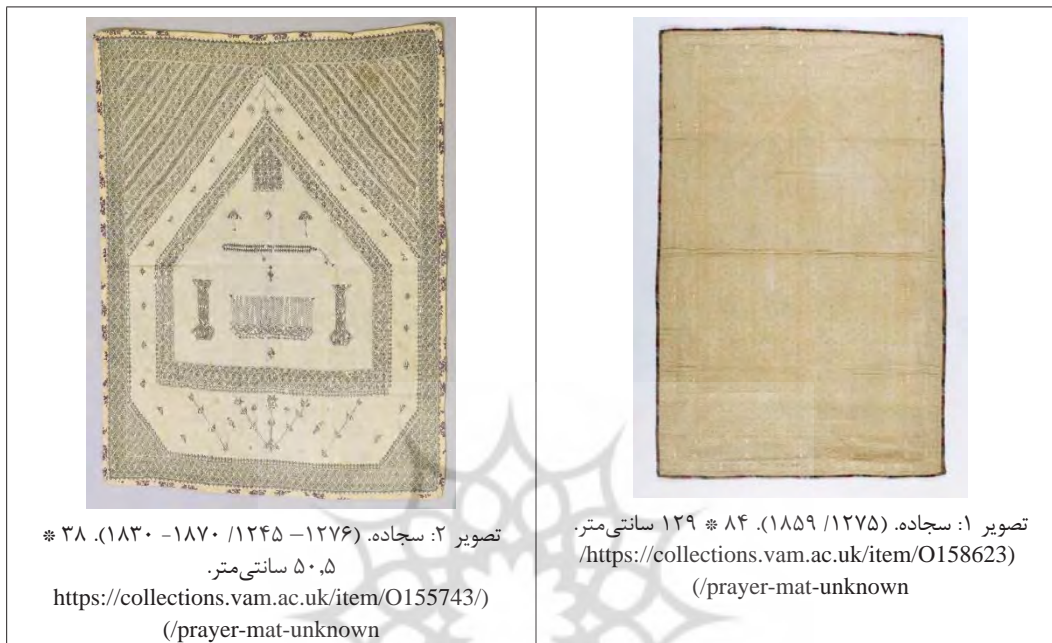 تصویر ۱: سجاده. (۱۲۷۵/ ۱۸۵۹). ۸۴ * ۱۲۹ سانتی‌متر.
(https://collections.vam.ac.uk/item/O158623/
prayer-mat-unknown/)
تصویر ۲: سجاده. (۱۲۷۶– ۱۲۴۵/ ۱۸۷۰- ۱۸۳۰). ۳۸ *
۵۰٫۵ سانتی‌متر.
(https://collections.vam.ac.uk/item/O155743/
prayer-mat-unknown/)